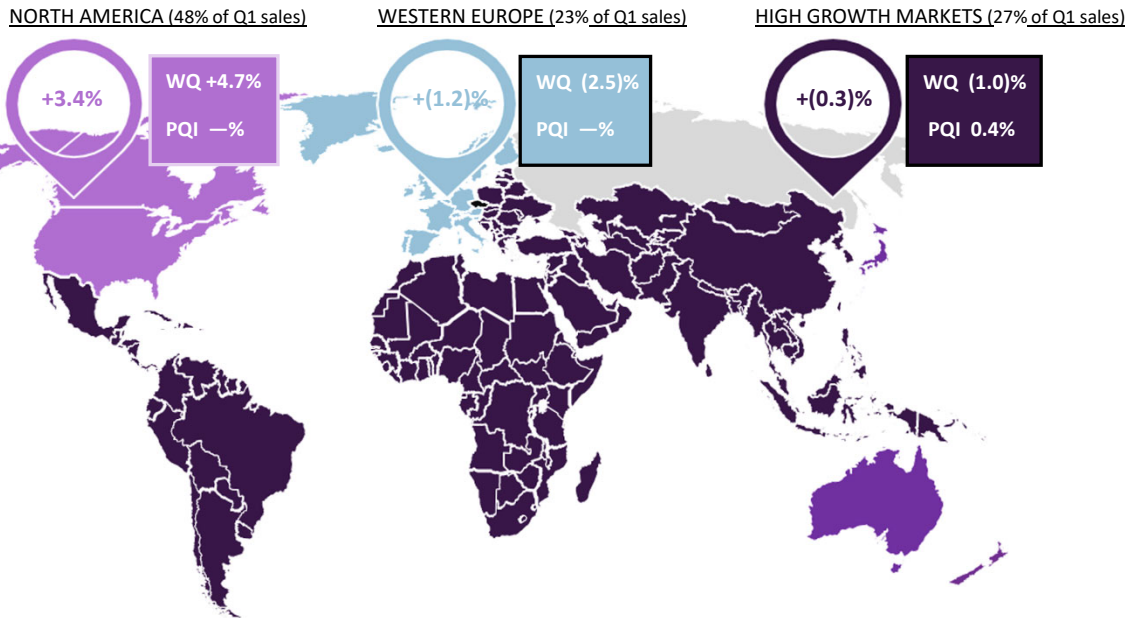 NORTH AMERICA (48% of Q1 sales)
+3.4%
WQ +4.7%
PQI —%
WESTERN EUROPE (23% of Q1 sales)
+(1.2)%
WQ (2.5)%
PQI —%
HIGH GROWTH MARKETS (27% of Q1 sales)
+(0.3)%
WQ (1.0)%
PQI 0.4%